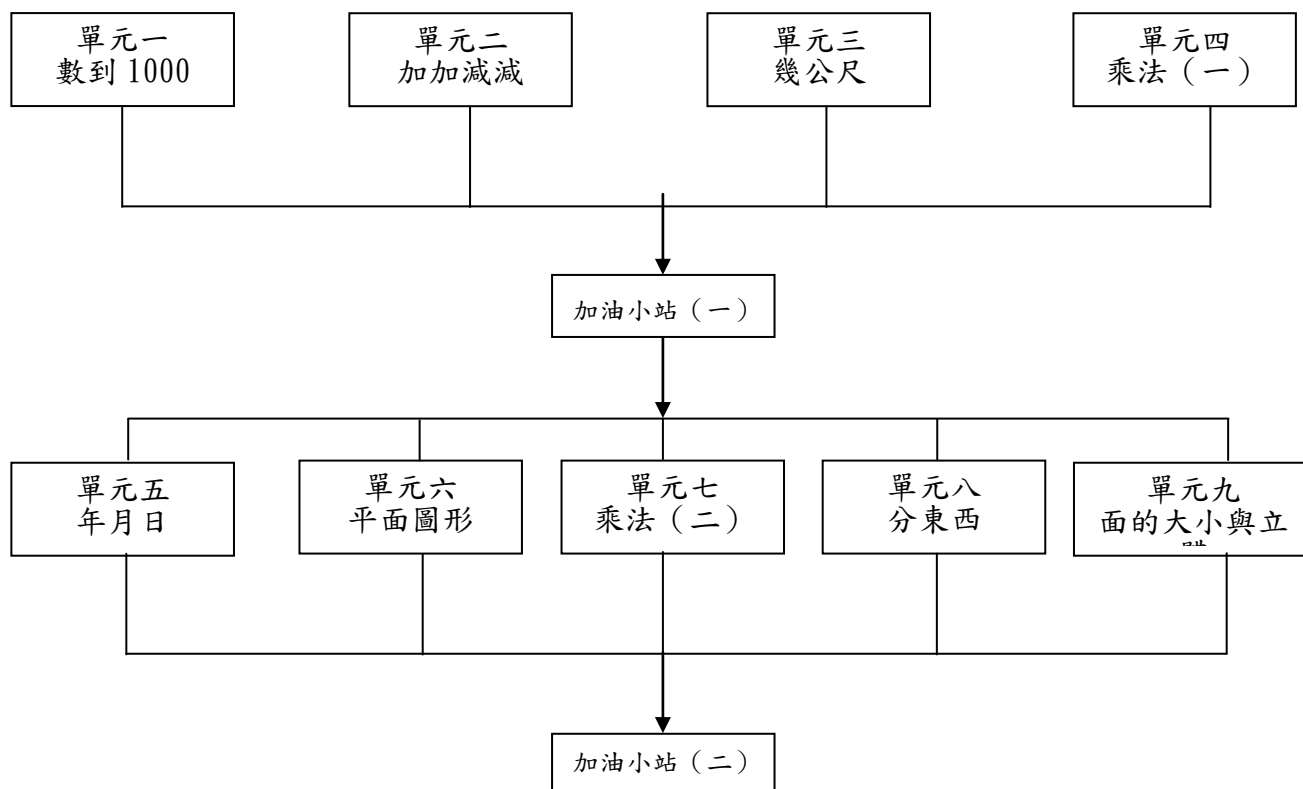 單元一
數到 1000
單元二
加加減減
單元三
幾公尺
單元四
乘法（一）
加油小站（一）
單元五
年月日
單元六
平面圖形
單元七
乘法（二）
單元八
分東西
單元九
面的大小與立
加油小站（二）